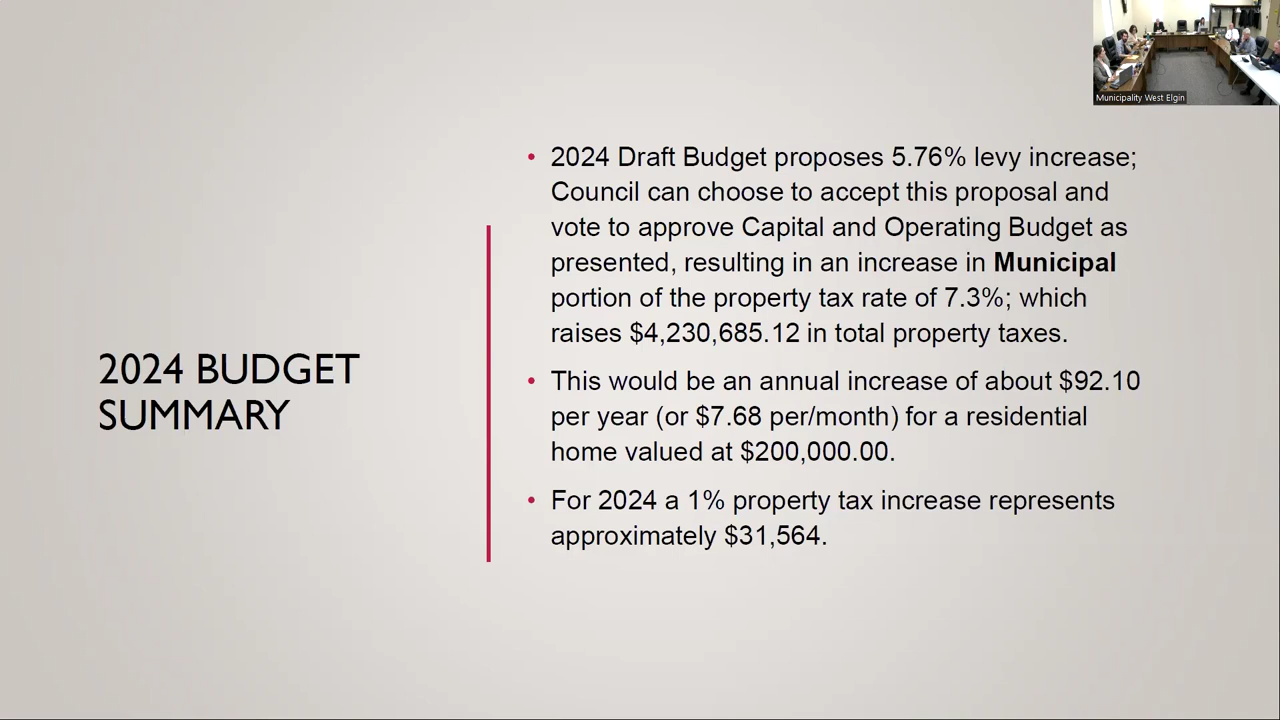 Municipality West Elgin
2024 BUDGET
SUMMARY
• 2024 Draft Budget proposes 5.76% levy increase;
Council can choose to accept this proposal and
vote to approve Capital and Operating Budget as
presented, resulting in an increase in Municipal
portion of the property tax rate of 7.3%; which
raises $4,230,685.12 in total property taxes.
• This would be an annual increase of about $92.10
per year (or $7.68 per/month) for a residential
home valued at $200,000.00.
• For 2024 a 1% property tax increase represents
approximately $31,564.